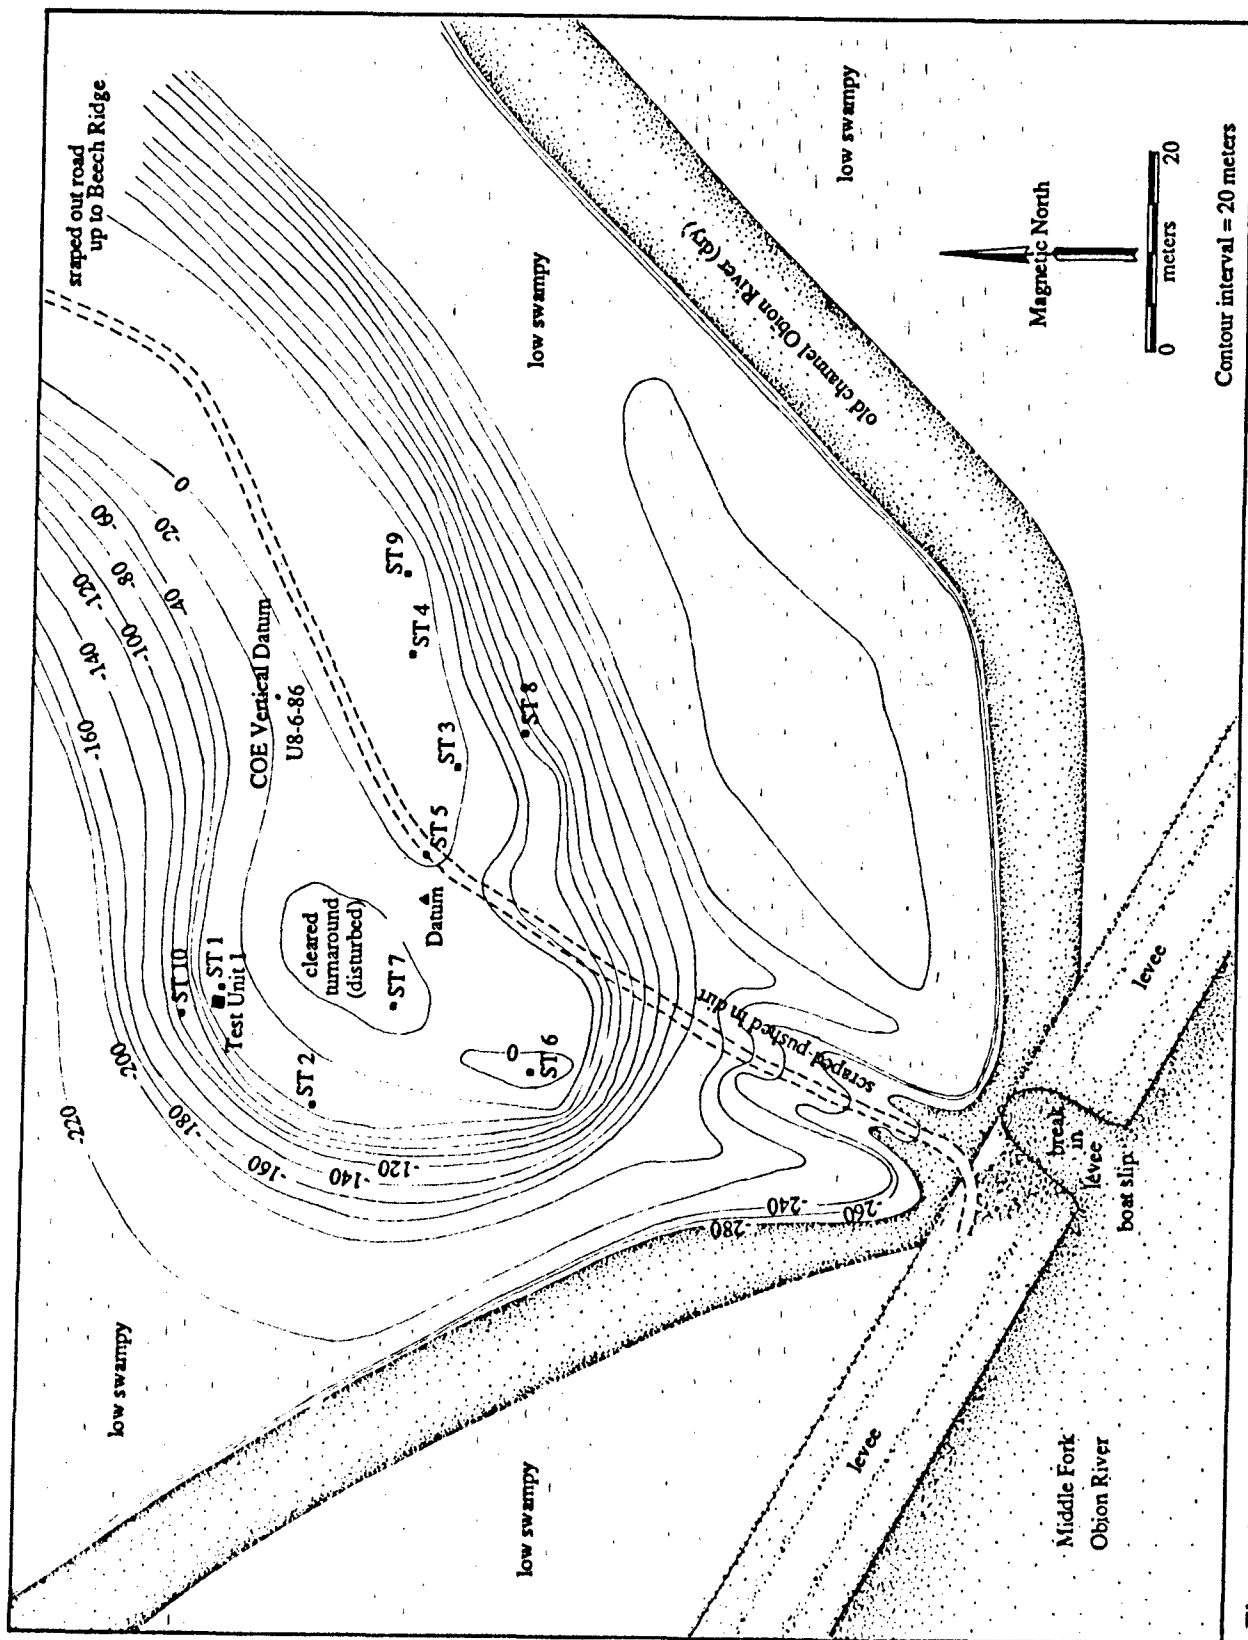 sraped out road
up to Beech Ridge
0
-20
-40
-60
-80
-100
-120
-140
-160
COE Vertical Datum
U8-6-86
ST 9
ST 4
ST 3
ST 8
ST 5
Datum
cleared
turnaround
(disturbed)
ST 7
ST 10
ST 1
Test Unit 1
ST 2
0
ST 6
-120
-140
-160
-180
-200
-220
-240
-260
-280
low swampy
low swampy
low swampy
low swampy
old channel Obion River (dry)
scraped-pushed in dirt
levee
levee
break
in
levee
boat slip
Middle Fork
Obion River
Magnetic North
0
20
meters
Contour interval = 20 meters